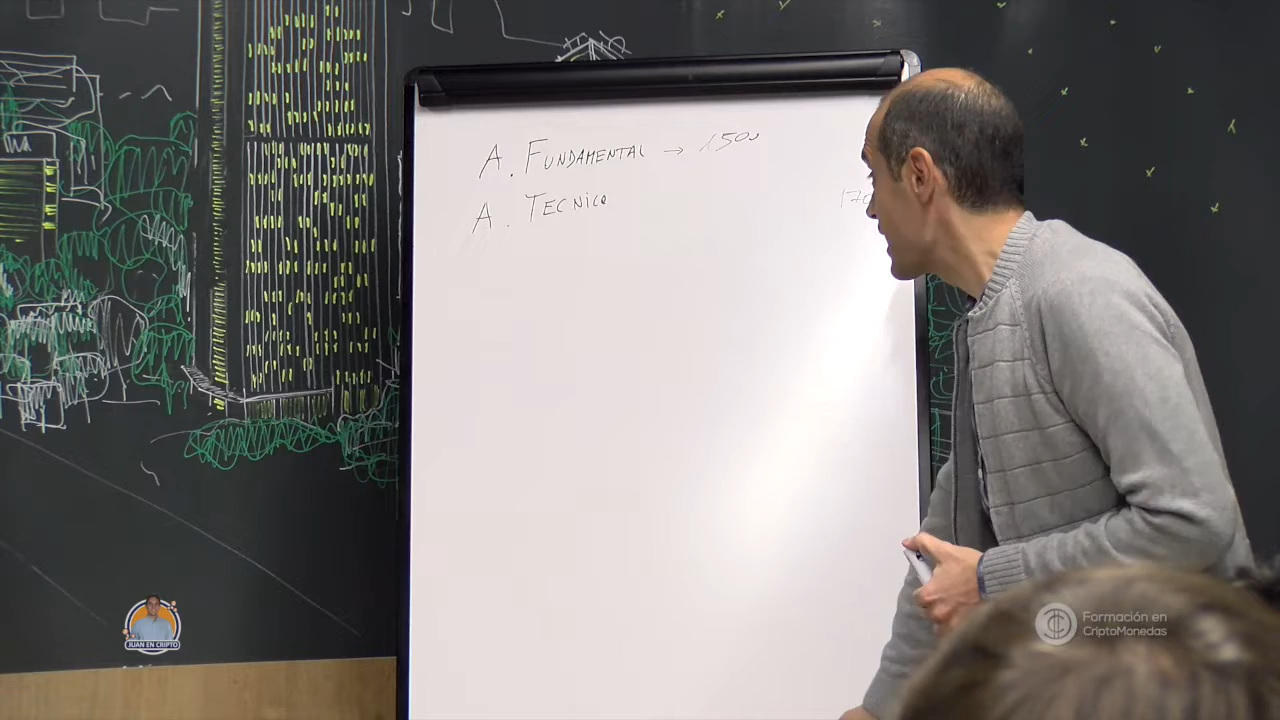 A. FUNDAMENTAL → 1500
A. TECNICO
JUAN EN CRIPTO
Formación en
CriptoMonedas